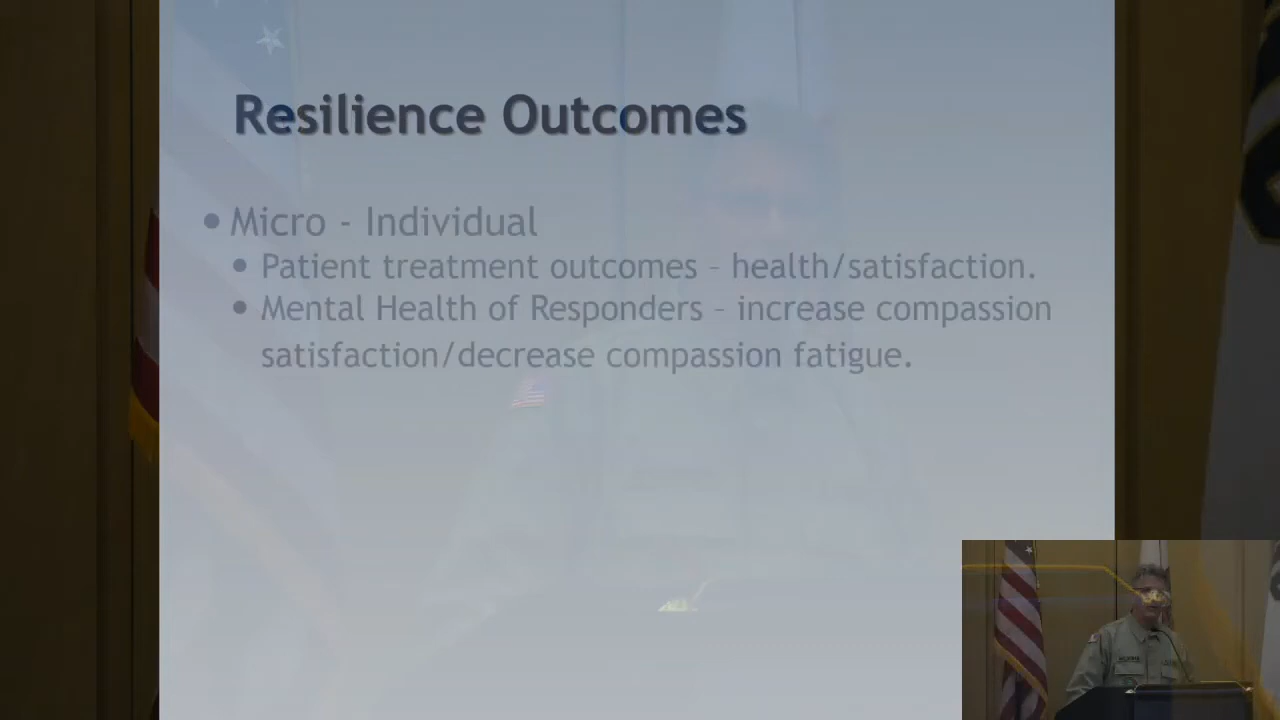 Resilience Outcomes
• Micro - Individual
• Patient treatment outcomes – health/satisfaction.
• Mental Health of Responders – increase compassion
satisfaction/decrease compassion fatigue.